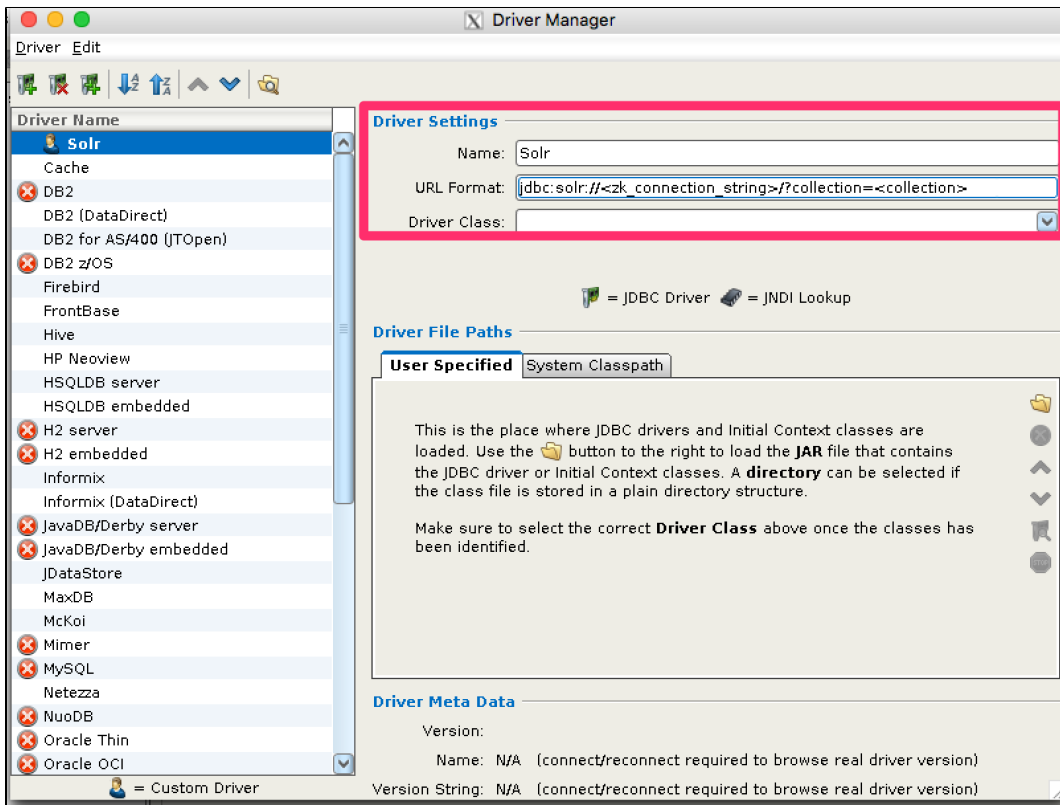 Driver Manager
Driver Edit
Driver Name
Solr
Cache
DB2
DB2 (DataDirect)
DB2 for AS/400 (JTOpen)
DB2 z/OS
Firebird
FrontBase
Hive
HP Neoview
HSQLDB server
HSQLDB embedded
H2 server
H2 embedded
Informix
Informix (DataDirect)
JavaDB/Derby server
JavaDB/Derby embedded
JDataStore
MaxDB
McKoi
Mimer
MySQL
Netezza
NuoDB
Oracle Thin
Oracle OCI
= Custom Driver
Driver Settings
Name: Solr
URL Format: jdbc:solr://<zk_connection_string>/?collection=<collection>
Driver Class:
= JDBC Driver = JNDI Lookup
Driver File Paths
User Specified System Classpath
This is the place where JDBC drivers and Initial Context classes are
loaded. Use the button to the right to load the JAR file that contains
the JDBC driver or Initial Context classes. A directory can be selected if
the class file is stored in a plain directory structure.
Make sure to select the correct Driver Class above once the classes has
been identified.
Driver Meta Data
Version:
Name: N/A (connect/reconnect required to browse real driver version)
Version String: N/A (connect/reconnect required to browse real driver version)